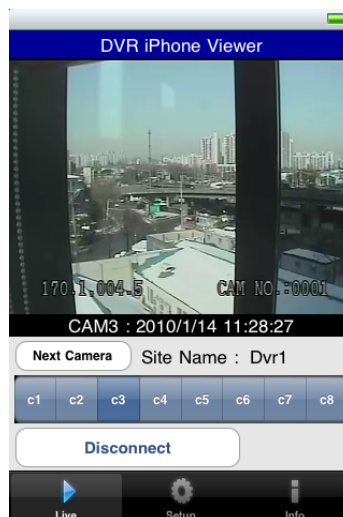 DVR iPhone Viewer
170.1.004.5 CAM NO.:0001
CAM3 : 2010/1/14 11:28:27
Next Camera Site Name : Dvr1
c1 c2 c3 c4 c5 c6 c7 c8
Disconnect
Live Setup Info